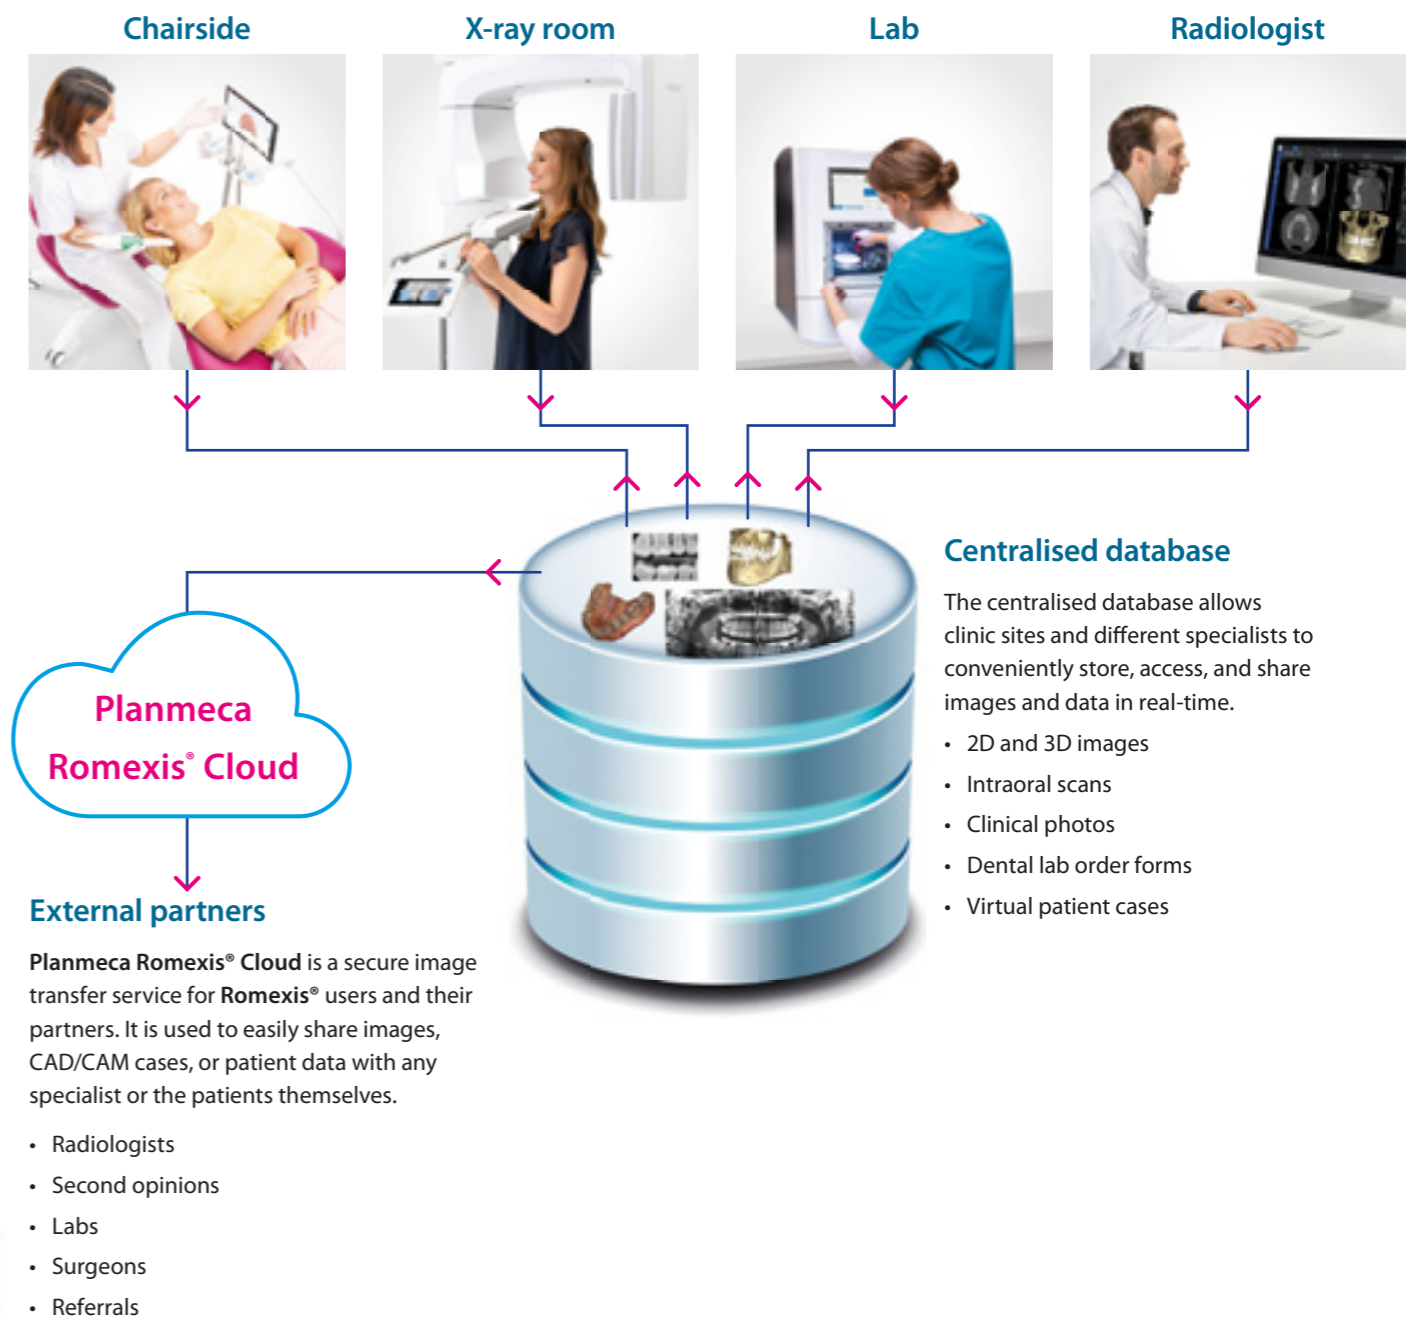 Chairside
X-ray room
Lab
Radiologist
Centralised database
The centralised database allows
clinic sites and different specialists to
conveniently store, access, and share
images and data in real-time.
• 2D and 3D images
• Intraoral scans
• Clinical photos
• Dental lab order forms
• Virtual patient cases
Planmeca
Romexis® Cloud
External partners
Planmeca Romexis® Cloud is a secure image
transfer service for Romexis® users and their
partners. It is used to easily share images,
CAD/CAM cases, or patient data with any
specialist or the patients themselves.
• Radiologists
• Second opinions
• Labs
• Surgeons
• Referrals